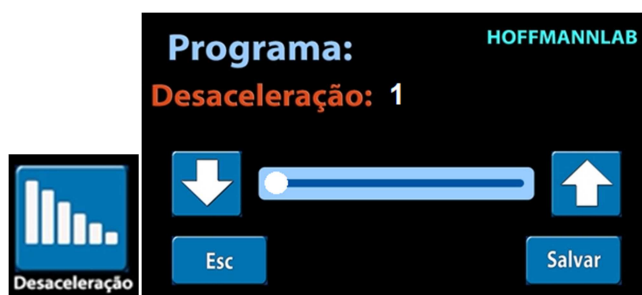 Programa:
HOFFMANNLAB
Desaceleração: 1
Esc
Salvar
Desaceleração